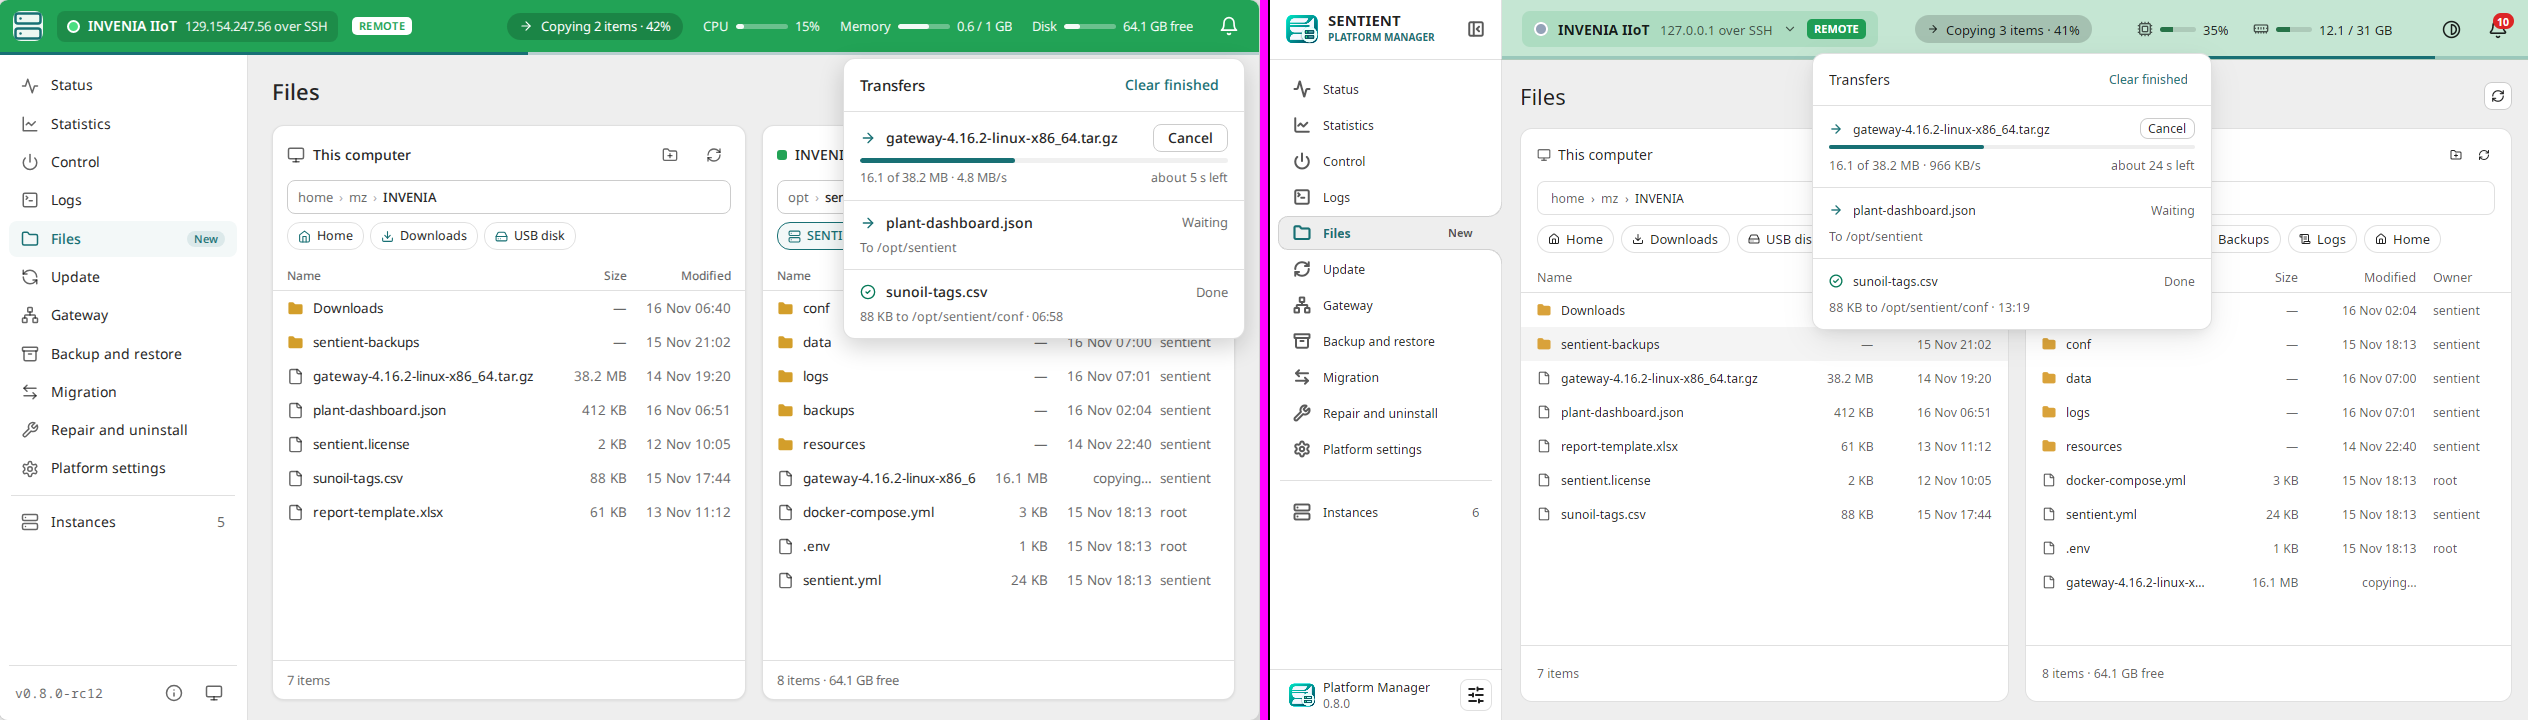 INVENIA IIoT 129.154.247.56 over SSH REMOTE
Copying 2 items · 42%
CPU 15%
Memory 0.6 / 1 GB
Disk 64.1 GB free
Status
Statistics
Control
Logs
Files New
Update
Gateway
Backup and restore
Migration
Repair and uninstall
Platform settings
Instances 5
v0.8.0-rc12
Files
This computer
home › mz › INVENIA
Home
Downloads
USB disk
Name Size Modified
Downloads — 16 Nov 06:40
sentient-backups — 15 Nov 21:02
gateway-4.16.2-linux-x86_64.tar.gz 38.2 MB 14 Nov 19:20
plant-dashboard.json 412 KB 16 Nov 06:51
sentient.license 2 KB 12 Nov 10:05
sunoil-tags.csv 88 KB 15 Nov 17:44
report-template.xlsx 61 KB 13 Nov 11:12
7 items
INVENI
opt › ser
SENTI
Name
conf
data — 16 Nov 07:00 sentient
logs — 16 Nov 07:01 sentient
backups — 16 Nov 02:04 sentient
resources — 14 Nov 22:40 sentient
gateway-4.16.2-linux-x86_6 16.1 MB copying... sentient
docker-compose.yml 3 KB 15 Nov 18:13 root
.env 1 KB 15 Nov 18:13 root
sentient.yml 24 KB 15 Nov 18:13 sentient
8 items · 64.1 GB free
Transfers Clear finished
gateway-4.16.2-linux-x86_64.tar.gz Cancel
16.1 of 38.2 MB · 4.8 MB/s about 5 s left
plant-dashboard.json Waiting
To /opt/sentient
sunoil-tags.csv Done
88 KB to /opt/sentient/conf · 06:58
SENTIENT
PLATFORM MANAGER
INVENIA IIoT 127.0.0.1 over SSH REMOTE
Copying 3 items · 41%
35%
12.1 / 31 GB
10
Status
Statistics
Control
Logs
Files New
Update
Gateway
Backup and restore
Migration
Repair and uninstall
Platform settings
Instances 6
Platform Manager
0.8.0
Files
This computer
home › mz › INVENIA
Home
Downloads
USB dis
Name
Downloads
sentient-backups — 15 Nov 21:02
gateway-4.16.2-linux-x86_64.tar.gz 38.2 MB 14 Nov 19:20
plant-dashboard.json 412 KB 16 Nov 06:51
report-template.xlsx 61 KB 13 Nov 11:12
sentient.license 2 KB 12 Nov 10:05
sunoil-tags.csv 88 KB 15 Nov 17:44
7 items
Transfers Clear finished
gateway-4.16.2-linux-x86_64.tar.gz Cancel
16.1 of 38.2 MB · 966 KB/s about 24 s left
plant-dashboard.json Waiting
To /opt/sentient
sunoil-tags.csv Done
88 KB to /opt/sentient/conf · 13:19
Backups
Logs
Home
Size Modified Owner
— 16 Nov 02:04 sentient
conf — 15 Nov 18:13 sentient
data — 16 Nov 07:00 sentient
logs — 16 Nov 07:01 sentient
resources — 14 Nov 22:40 sentient
docker-compose.yml 3 KB 15 Nov 18:13 root
sentient.yml 24 KB 15 Nov 18:13 sentient
.env 1 KB 15 Nov 18:13 root
gateway-4.16.2-linux-x... 16.1 MB copying...
8 items · 64.1 GB free